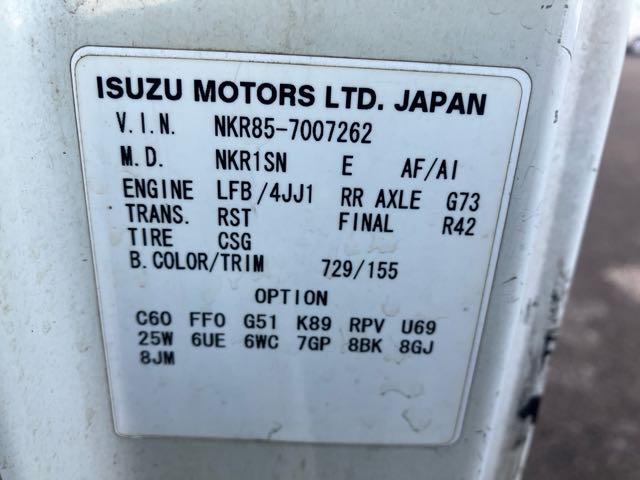 ISUZU MOTORS LTD. JAPAN
V.I.N. NKR85-7007262
M.D. NKR1SN E AF/AI
ENGINE LFB/4JJ1 RR AXLE G73
TRANS. RST FINAL R42
TIRE CSG
B.COLOR/TRIM 729/155
OPTION
C60 FF0 G51 K89 RPV U69
25W 6UE 6WC 7GP 8BK 8GJ
8JM